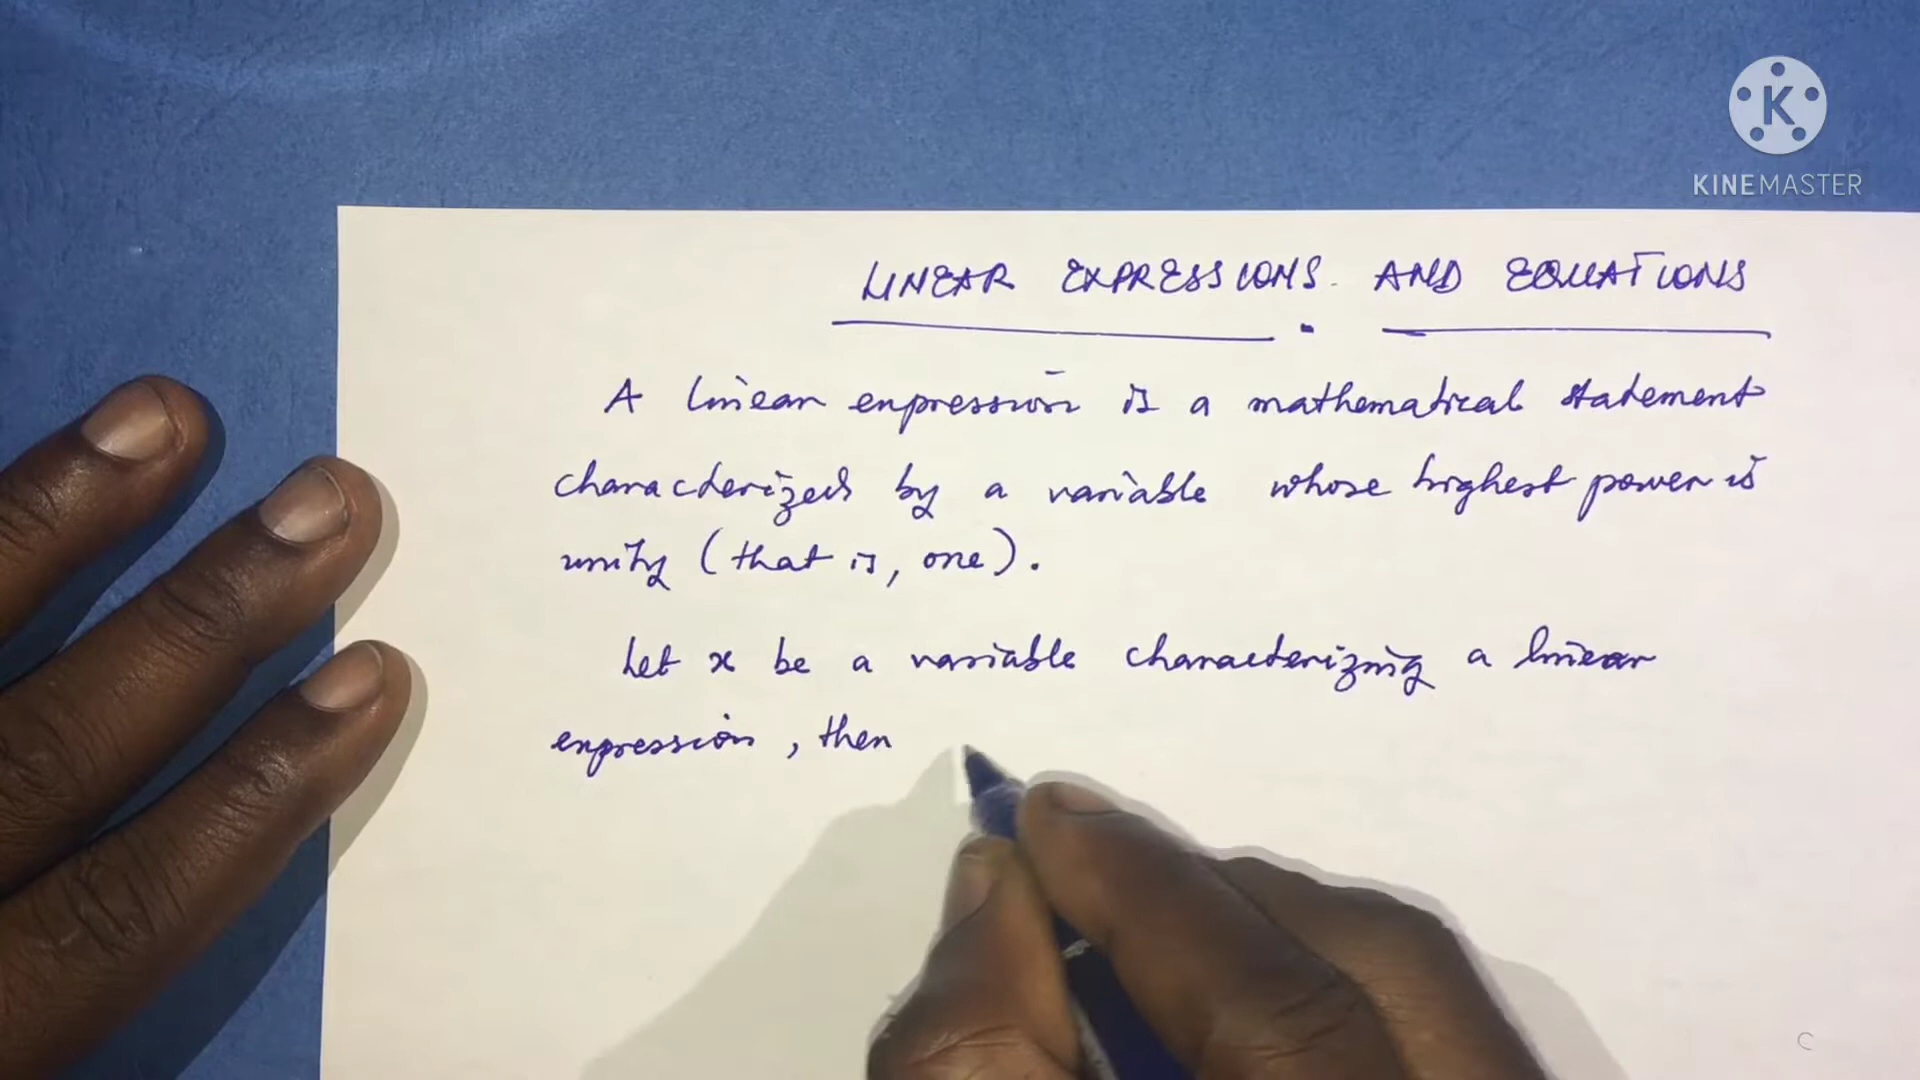 K
KINEMASTER
LINEAR EXPRESSIONS. AND EQUATIONS
A linear expression is a mathematical statement
characterized by a variable whose highest power is
unity (that is, one).
Let x be a variable characterizing a linear
expression, then